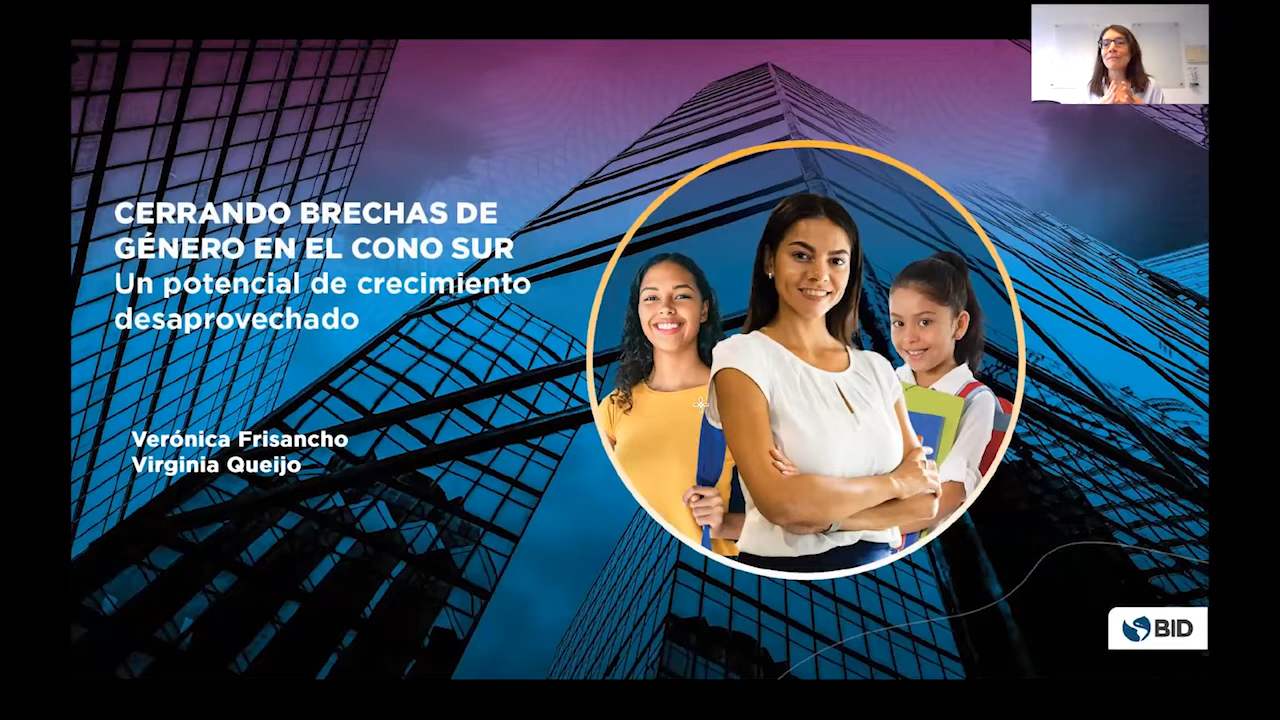 CERRANDO BRECHAS DE
GÉNERO EN EL CONO SUR
Un potencial de crecimiento
desaprovechado
Verónica Frisancho
Virginia Queijo
BID